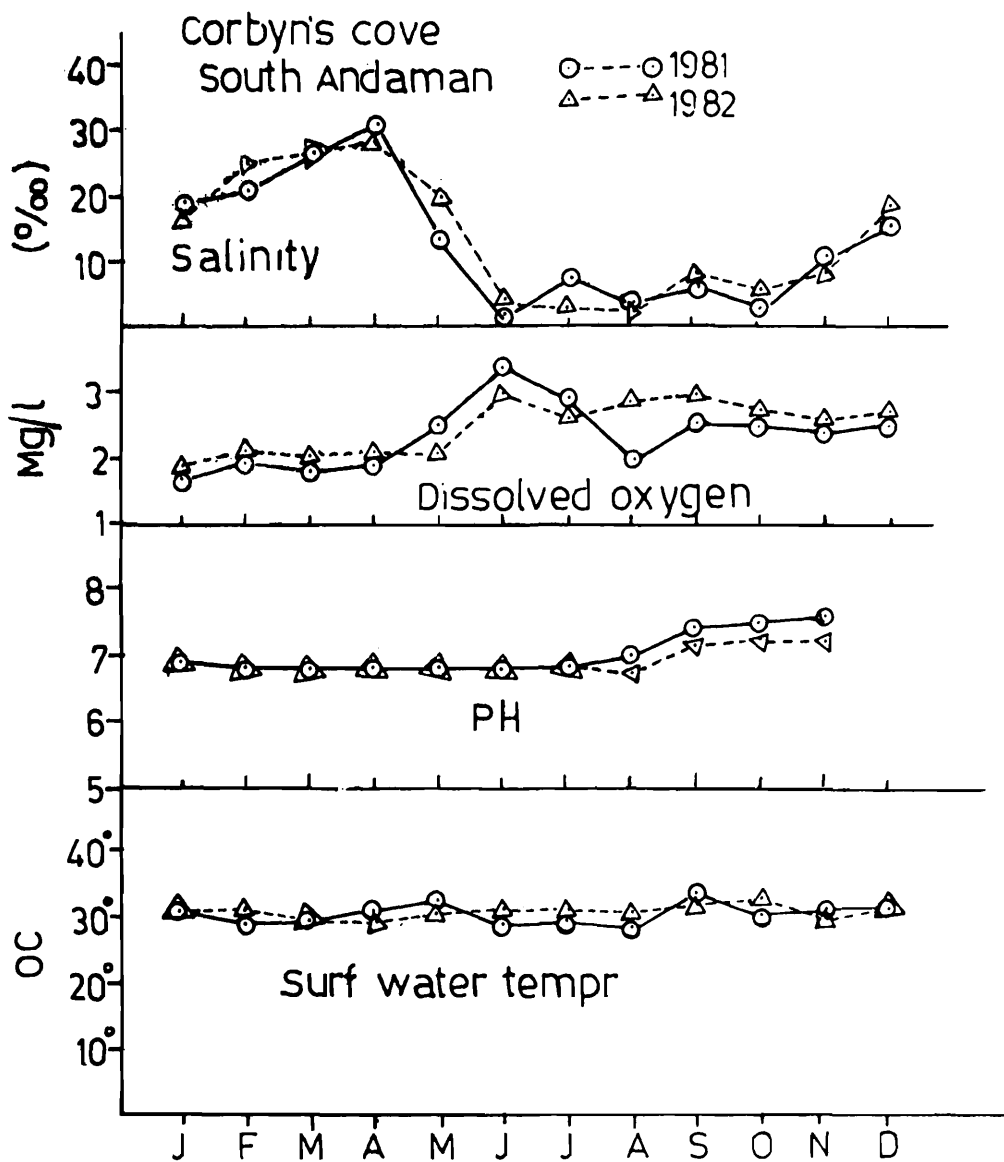 Corbyn's cove
South Andaman
1981
1982
40
30
20
10
(°/oo)
Salinity
3
2
1
Mg/l
Dissolved oxygen
8
7
6
5
PH
40°
30°
20°
10°
OC
Surf water tempr
J F M A M J J A S O N D